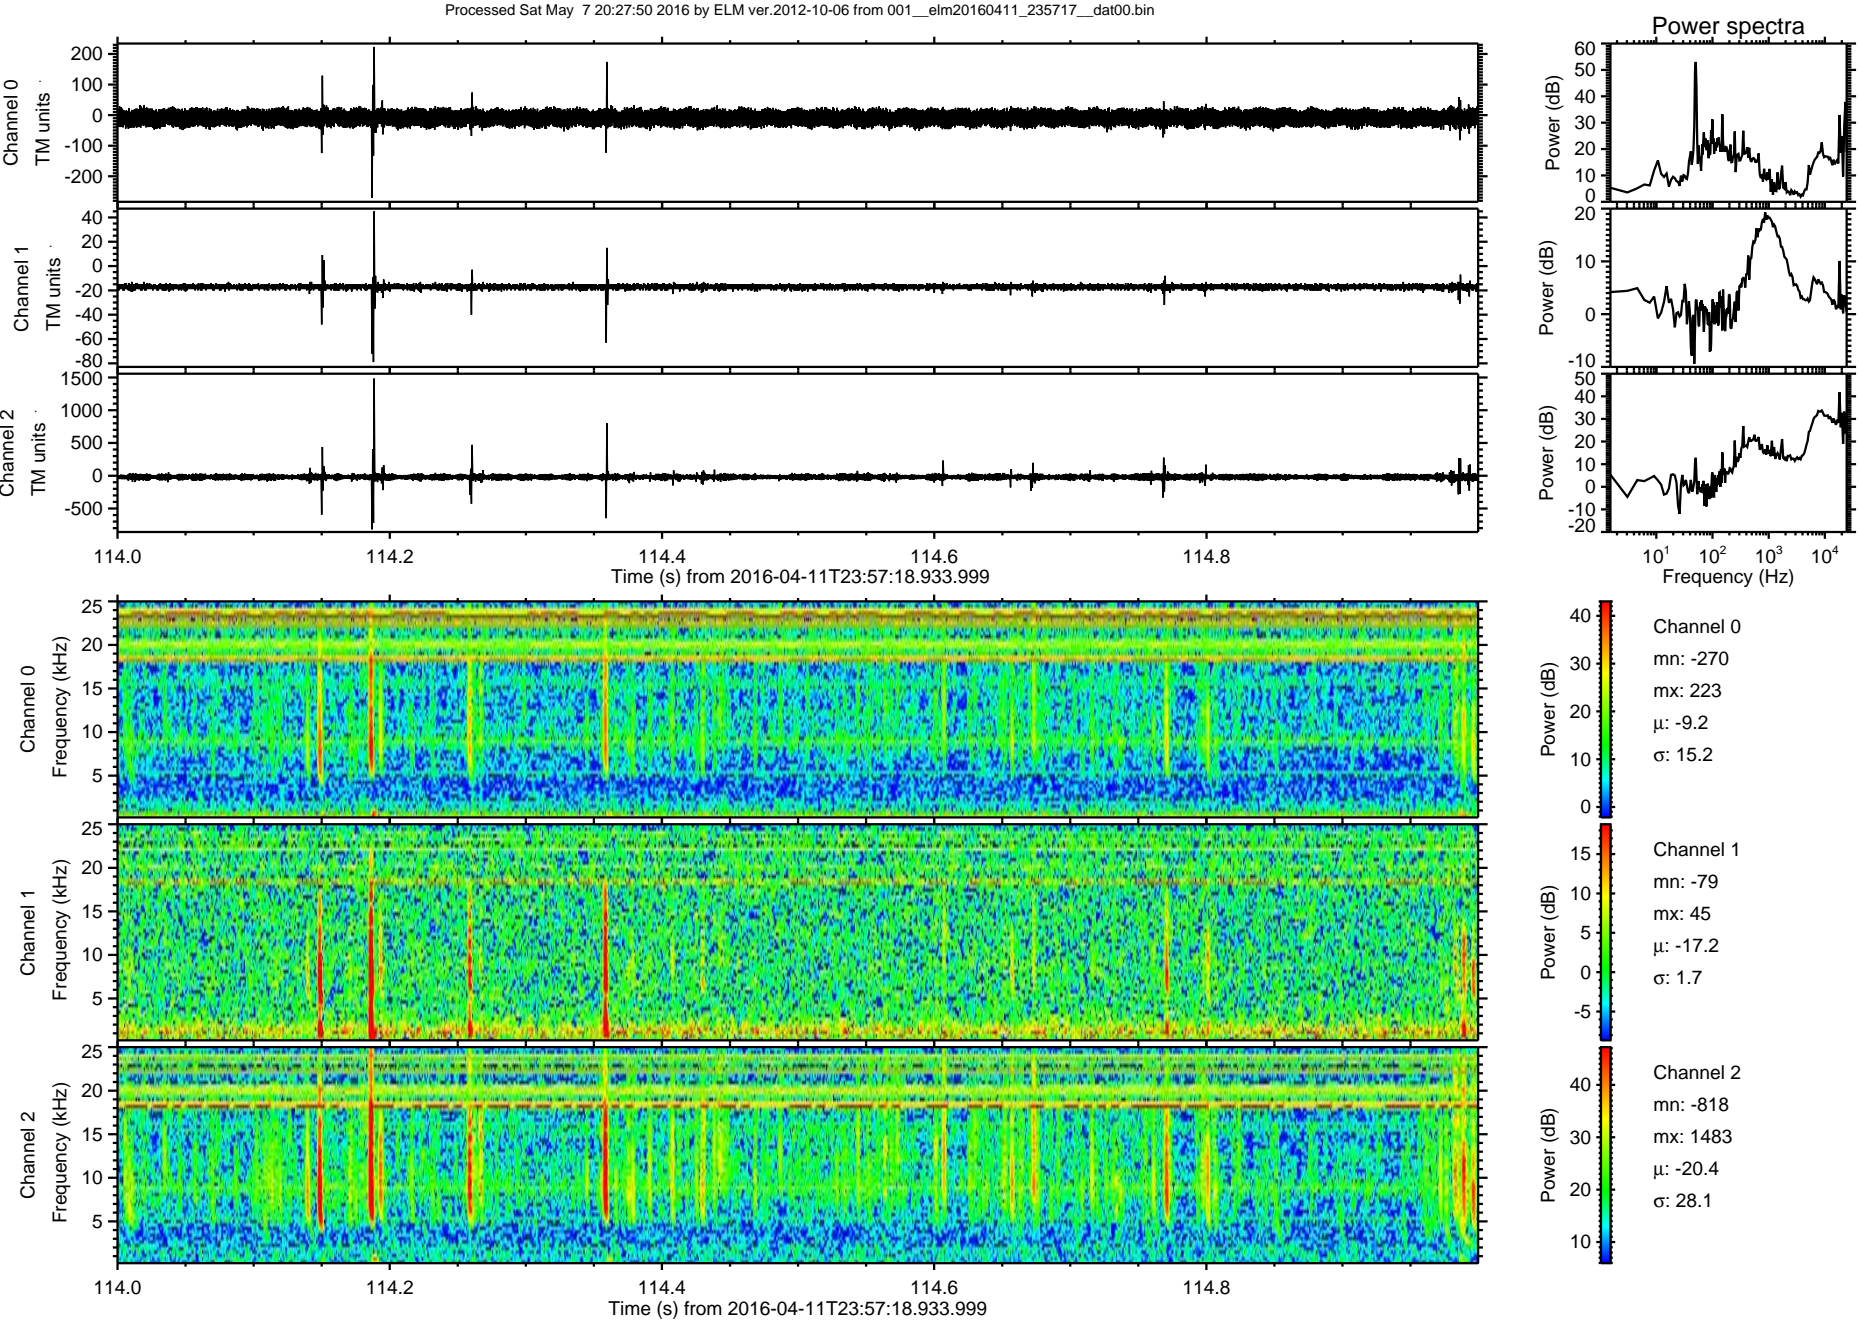 Processed Sat May  7 20:27:50 2016 by ELM ver.2012-10-06 from 001__elm20160411_235717__dat00.bin
Power spectra
Channel 0
TM units
200
100
0
-100
-200
Power (dB)
60
50
40
30
20
10
0
Channel 1
TM units
40
20
0
-20
-40
-60
-80
Power (dB)
20
10
0
-10
Channel 2
TM units
1500
1000
500
0
-500
Power (dB)
50
40
30
20
10
0
-10
-20
114.0 114.2 114.4 114.6 114.8
Time (s) from 2016-04-11T23:57:18.933.999
10^1 10^2 10^3 10^4
Frequency (Hz)
Channel 0
Frequency (kHz)
25
20
15
10
5
Power (dB)
40
30
20
10
0
Channel 0
mn: -270
mx: 223
μ: -9.2
σ: 15.2
Channel 1
Frequency (kHz)
25
20
15
10
5
Power (dB)
15
10
5
0
-5
Channel 1
mn: -79
mx: 45
μ: -17.2
σ: 1.7
Channel 2
Frequency (kHz)
25
20
15
10
5
Power (dB)
40
30
20
10
Channel 2
mn: -818
mx: 1483
μ: -20.4
σ: 28.1
114.0 114.2 114.4 114.6 114.8
Time (s) from 2016-04-11T23:57:18.933.999